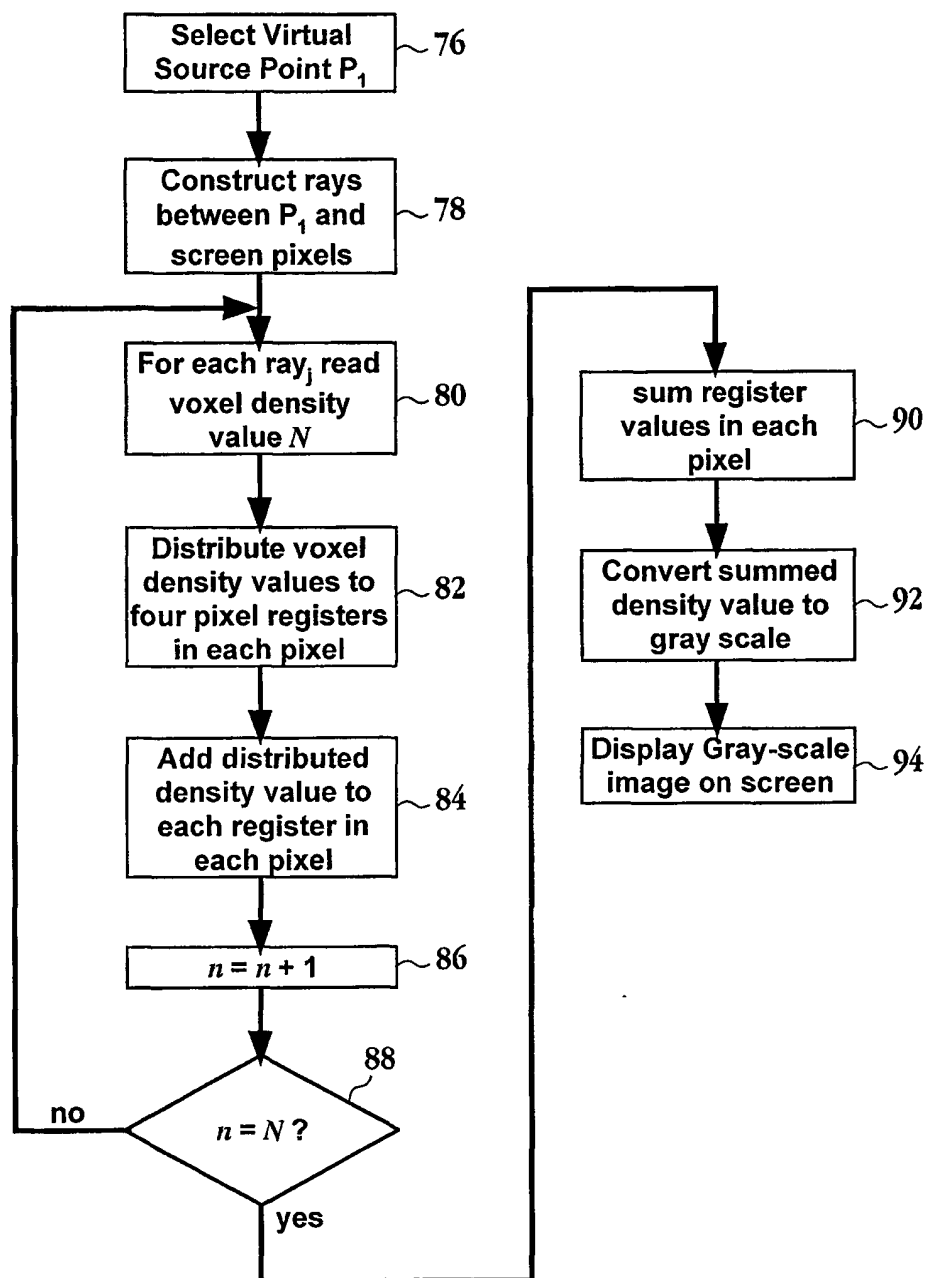 Select Virtual
Source Point P1
76
Construct rays
between P1 and
screen pixels
78
For each rayj read
voxel density
value N
80
Distribute voxel
density values to
four pixel registers
in each pixel
82
Add distributed
density value to
each register in
each pixel
84
n = n + 1
86
88
n = N ?
no
yes
sum register
values in each
pixel
90
Convert summed
density value to
gray scale
92
Display Gray-scale
image on screen
94